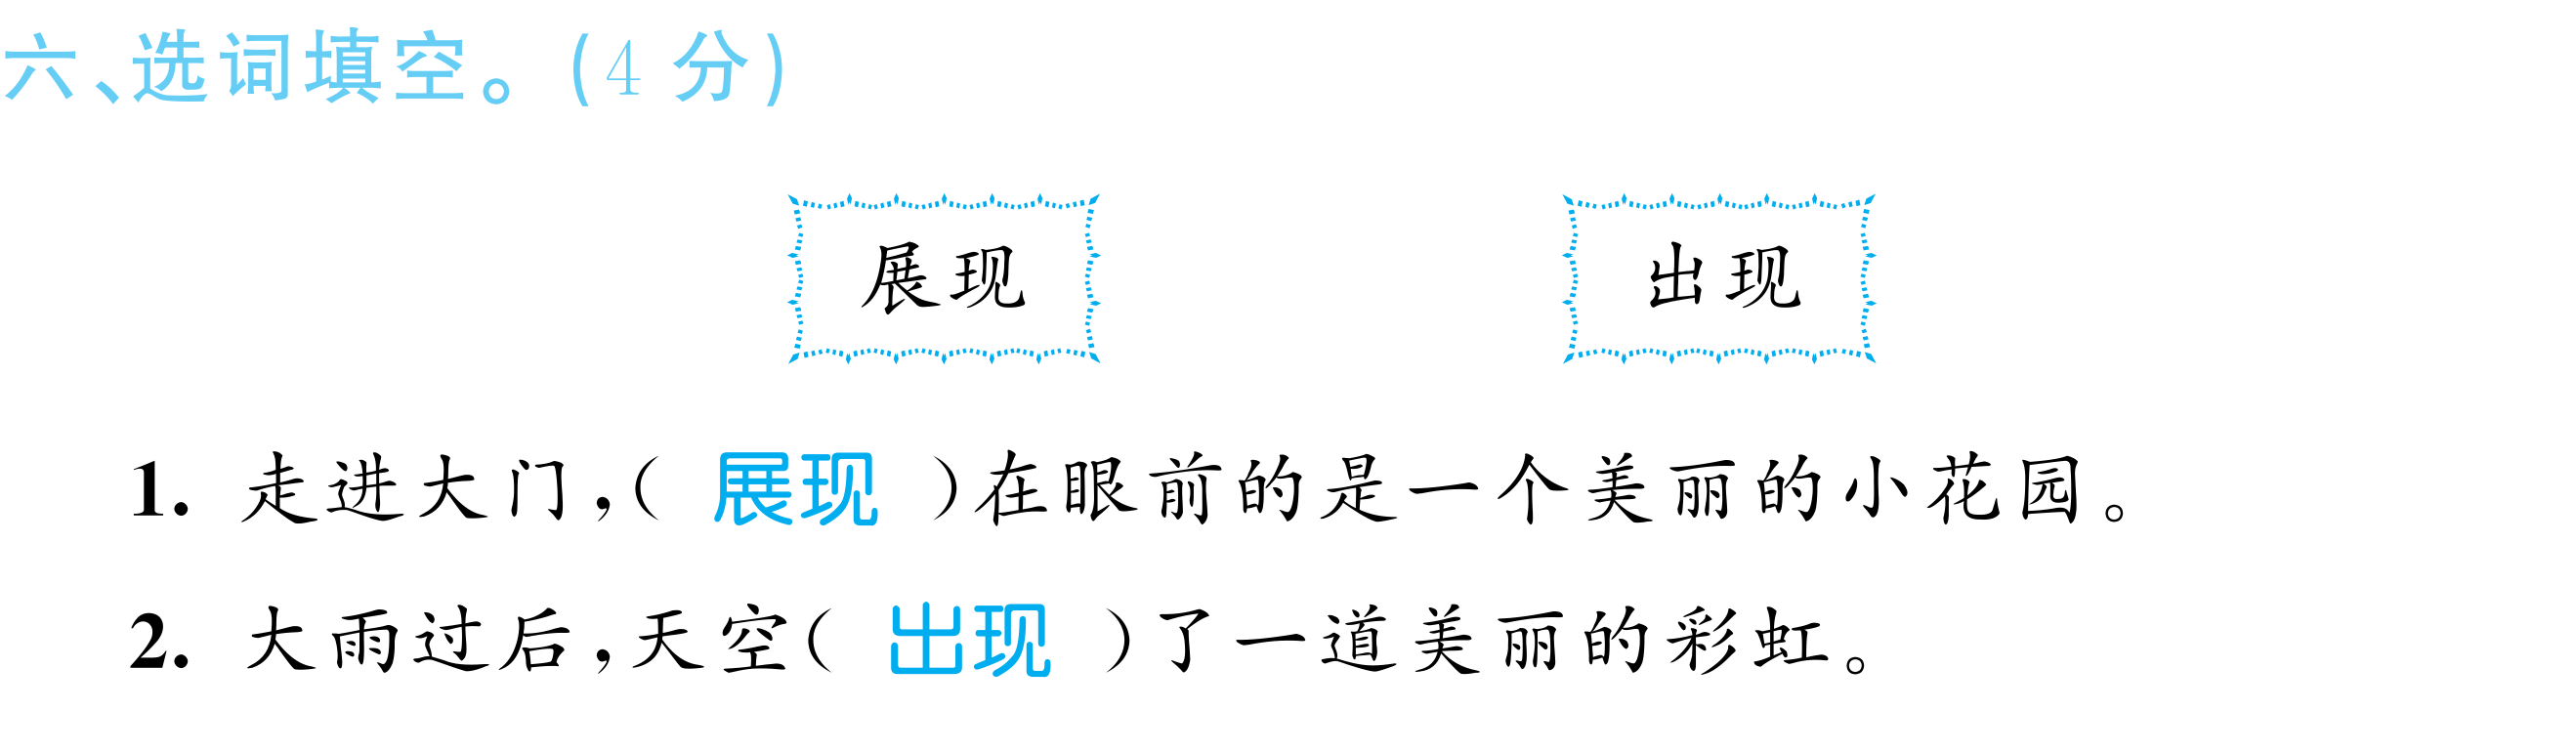 六、选词填空。(4 分)
展现 出现
1. 走进大门,( 展现 )在眼前的是一个美丽的小花园。
2. 大雨过后,天空( 出现 )了一道美丽的彩虹。